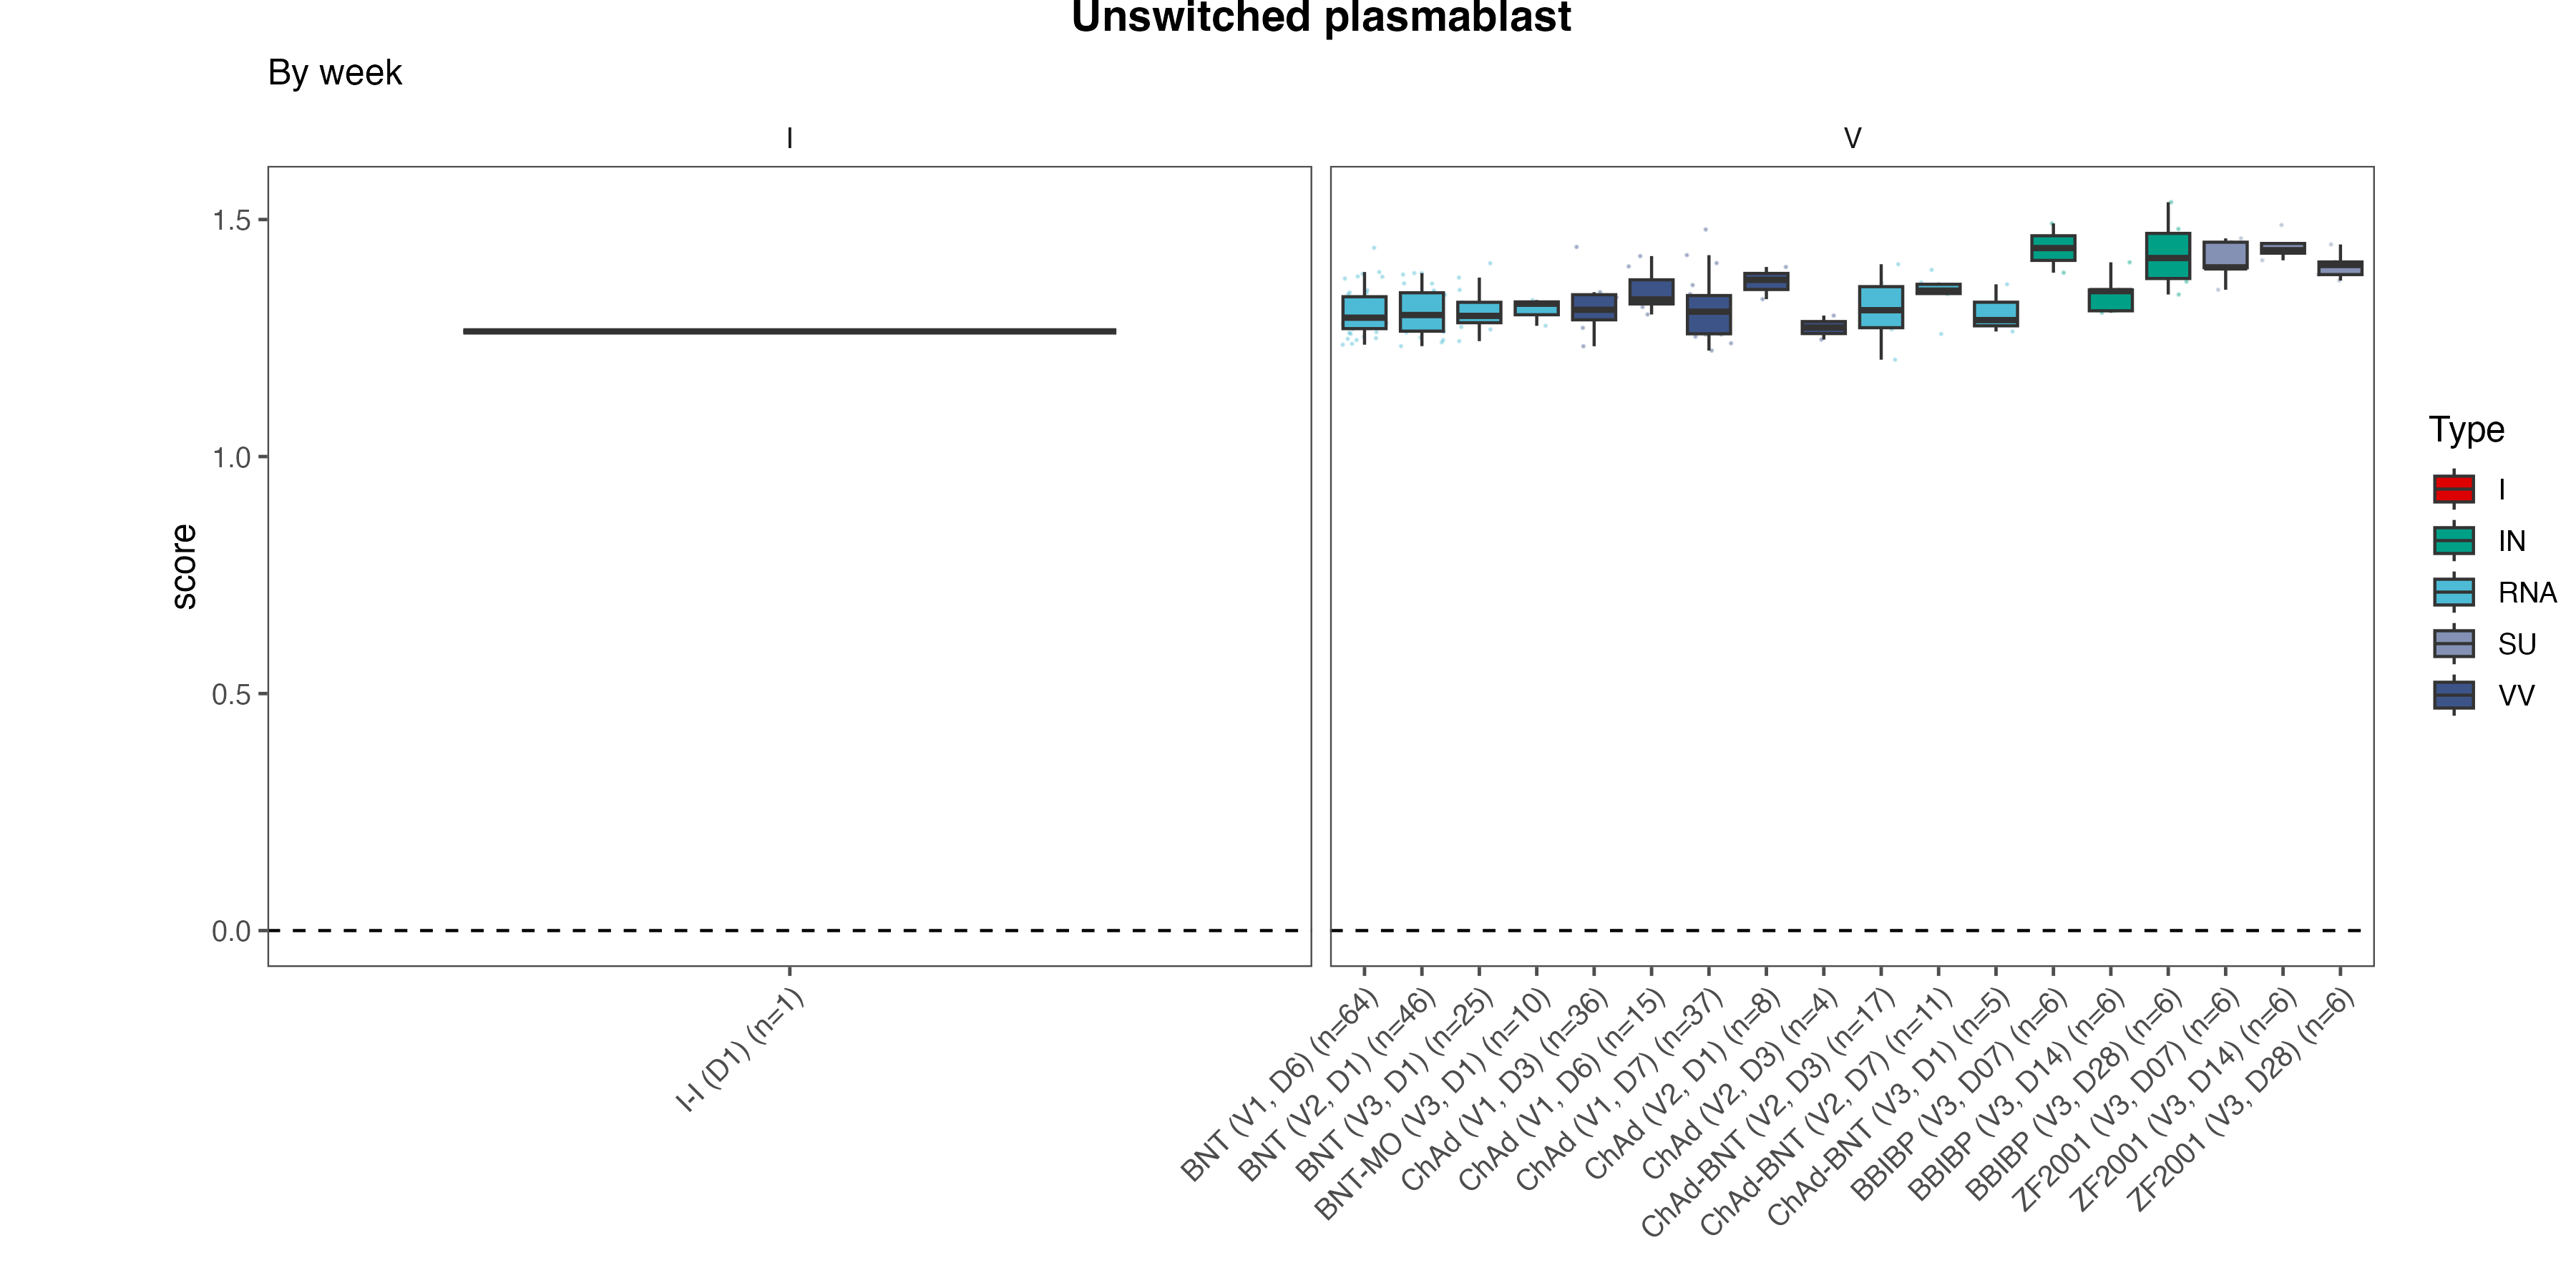 Unswitched plasmablast
By week
I
V
1.5
1.0
0.5
0.0
score
I-I (D1) (n=1)
BNT (V1, D6) (n=64)
BNT (V2, D1) (n=46)
BNT (V3, D1) (n=25)
BNT-MO (V3, D1) (n=10)
ChAd (V1, D3) (n=36)
ChAd (V1, D6) (n=15)
ChAd (V1, D7) (n=37)
ChAd (V2, D1) (n=8)
ChAd (V2, D3) (n=4)
ChAd-BNT (V2, D3) (n=17)
ChAd-BNT (V2, D7) (n=11)
ChAd-BNT (V3, D1) (n=5)
BBIBP (V3, D07) (n=6)
BBIBP (V3, D14) (n=6)
BBIBP (V3, D28) (n=6)
ZF2001 (V3, D07) (n=6)
ZF2001 (V3, D14) (n=6)
ZF2001 (V3, D28) (n=6)
Type
I
IN
RNA
SU
VV